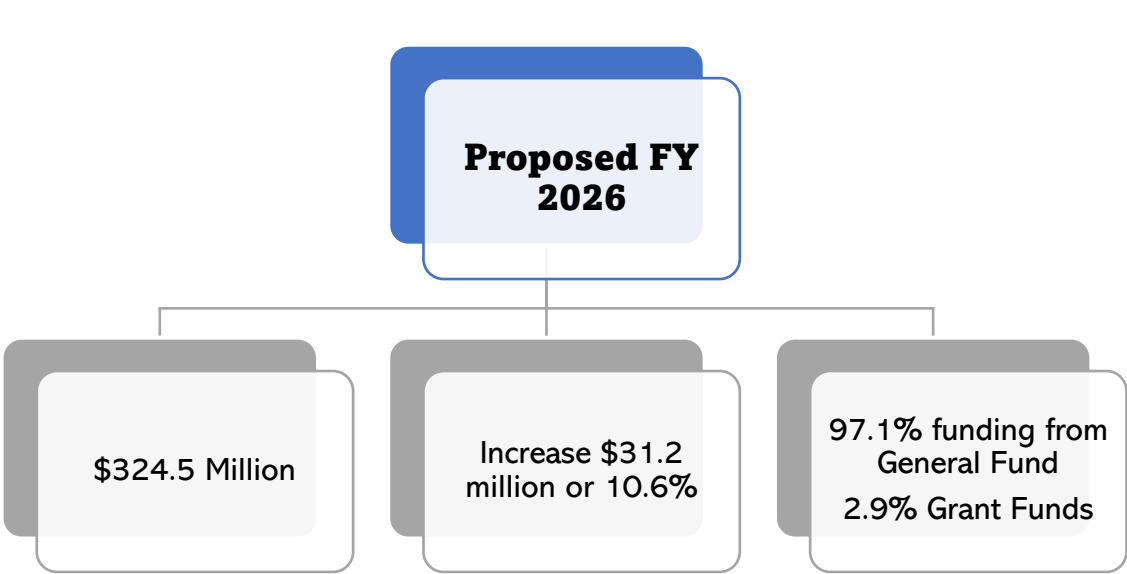 Proposed FY
2026
$324.5 Million
Increase $31.2
million or 10.6%
97.1% funding from
General Fund
2.9% Grant Funds